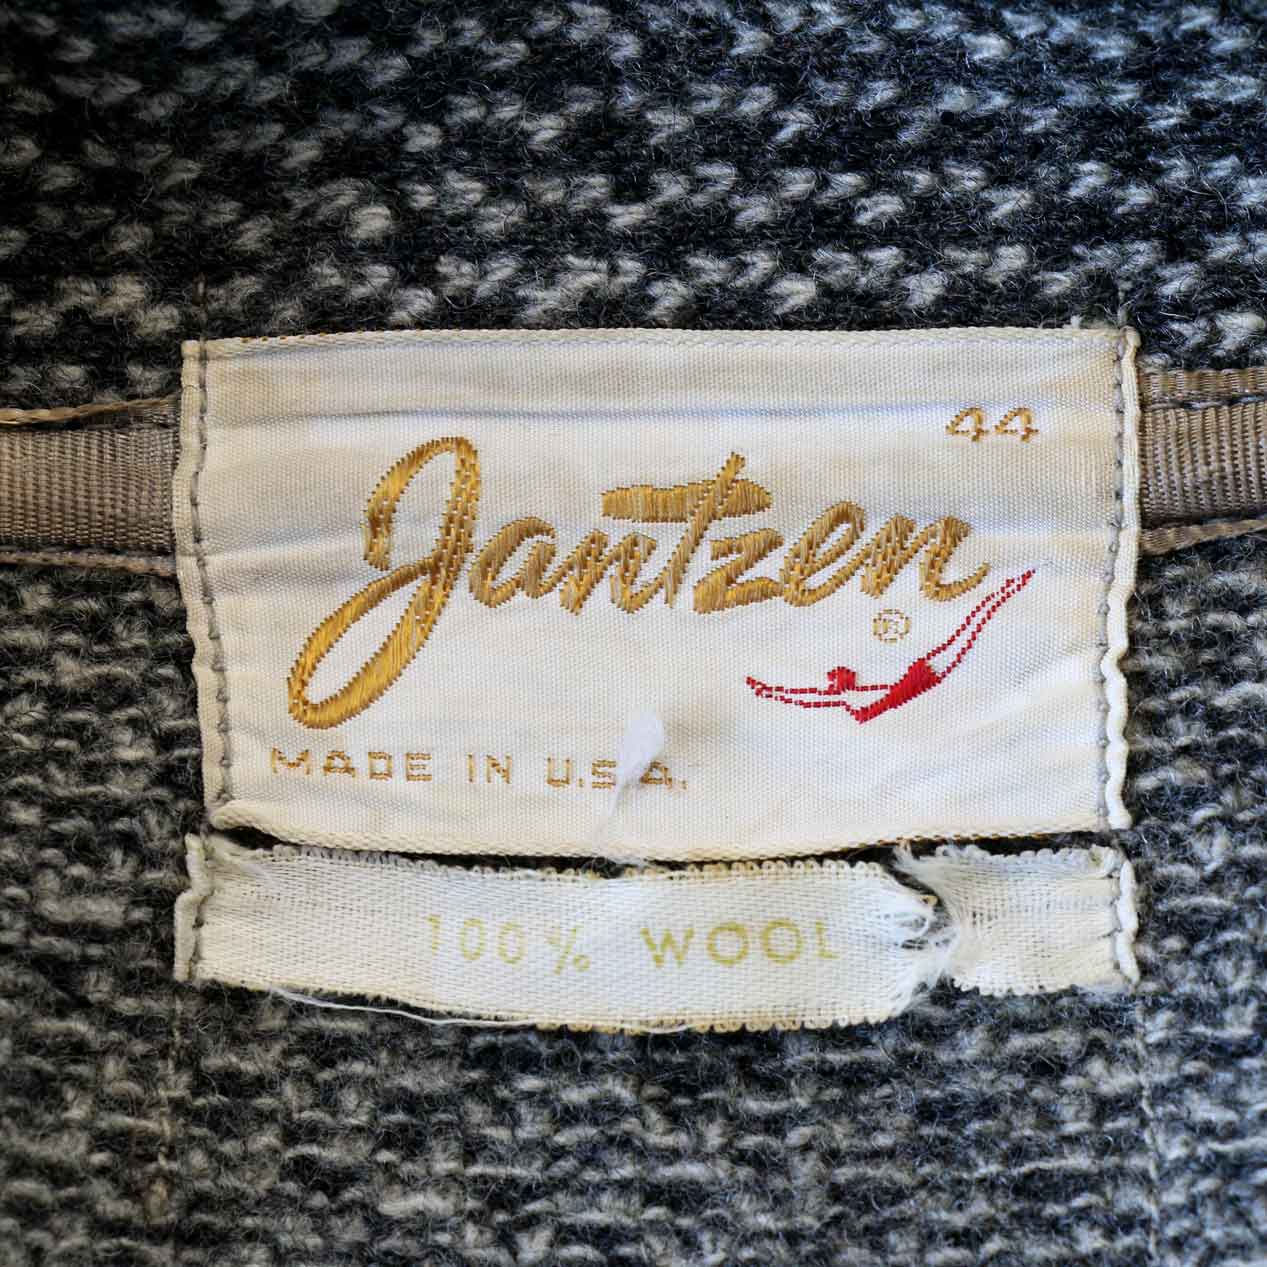 44
Jantzen
®
MADE IN U.S.A.
100% WOOL